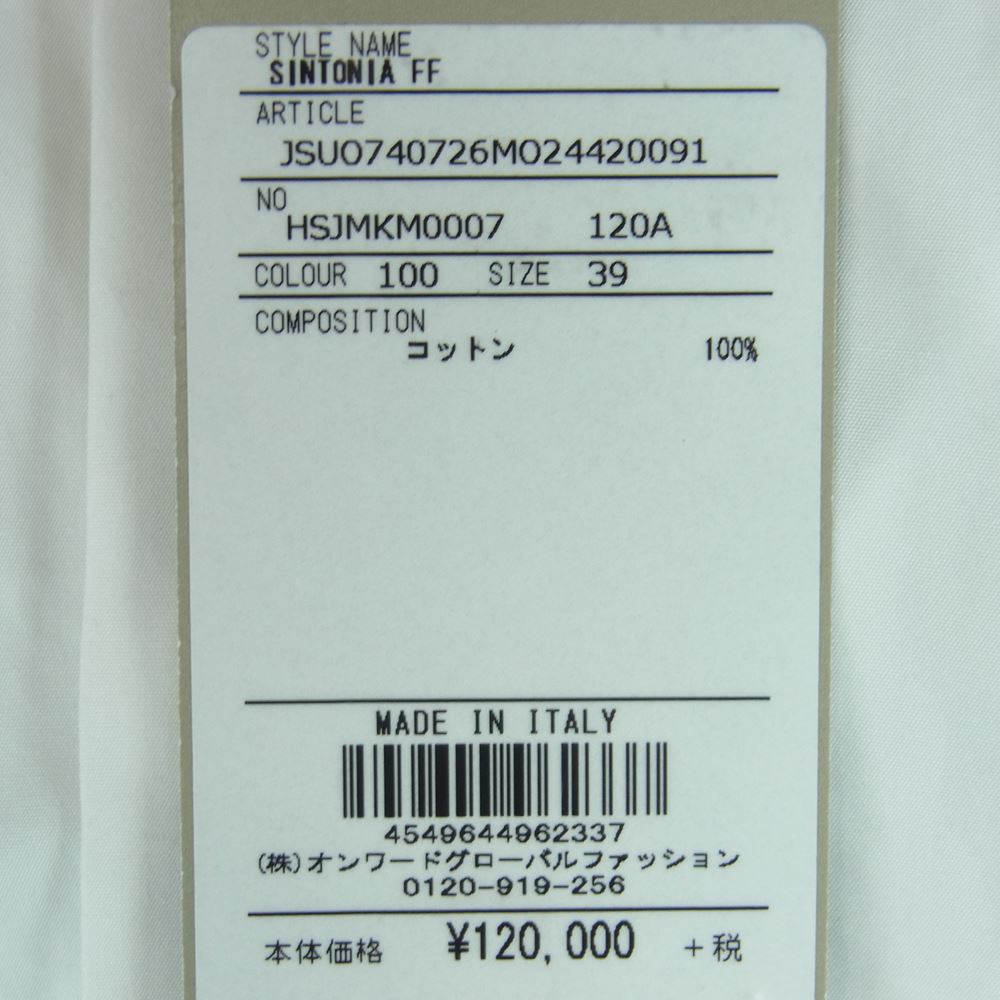 STYLE NAME
SINTONIA FF
ARTICLE
JSUO740726MO24420091
NO
HSJMKM0007 120A
COLOUR 100 SIZE 39
COMPOSITION
コットン 100%
MADE IN ITALY
4549644962337
(株)オンワードグローバルファッション
0120-919-256
本体価格 ¥120,000 +税